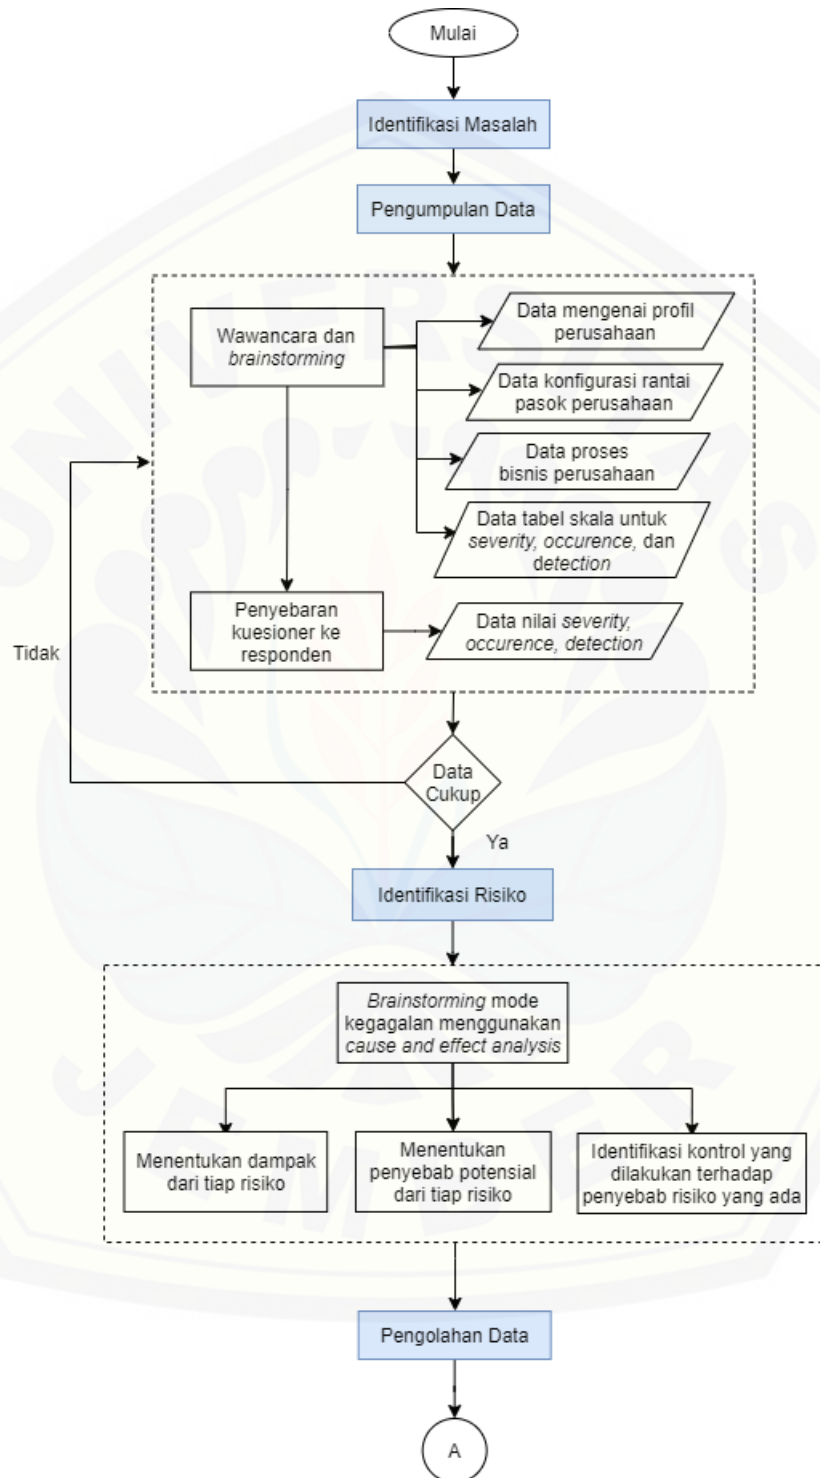 Mulai
Identifikasi Masalah
Pengumpulan Data
Wawancara dan
brainstorming
Data mengenai profil
perusahaan
Data konfigurasi rantai
pasok perusahaan
Data proses
bisnis perusahaan
Data tabel skala untuk
severity, occurence, dan
detection
Penyebaran
kuesioner ke
responden
Data nilai severity,
occurence, detection
Tidak
Data
Cukup
Ya
Identifikasi Risiko
Brainstorming mode
kegagalan menggunakan
cause and effect analysis
Menentukan dampak
dari tiap risiko
Menentukan
penyebab potensial
dari tiap risiko
Identifikasi kontrol yang
dilakukan terhadap
penyebab risiko yang ada
Pengolahan Data
A
UNIVERSITAS
JEMBER